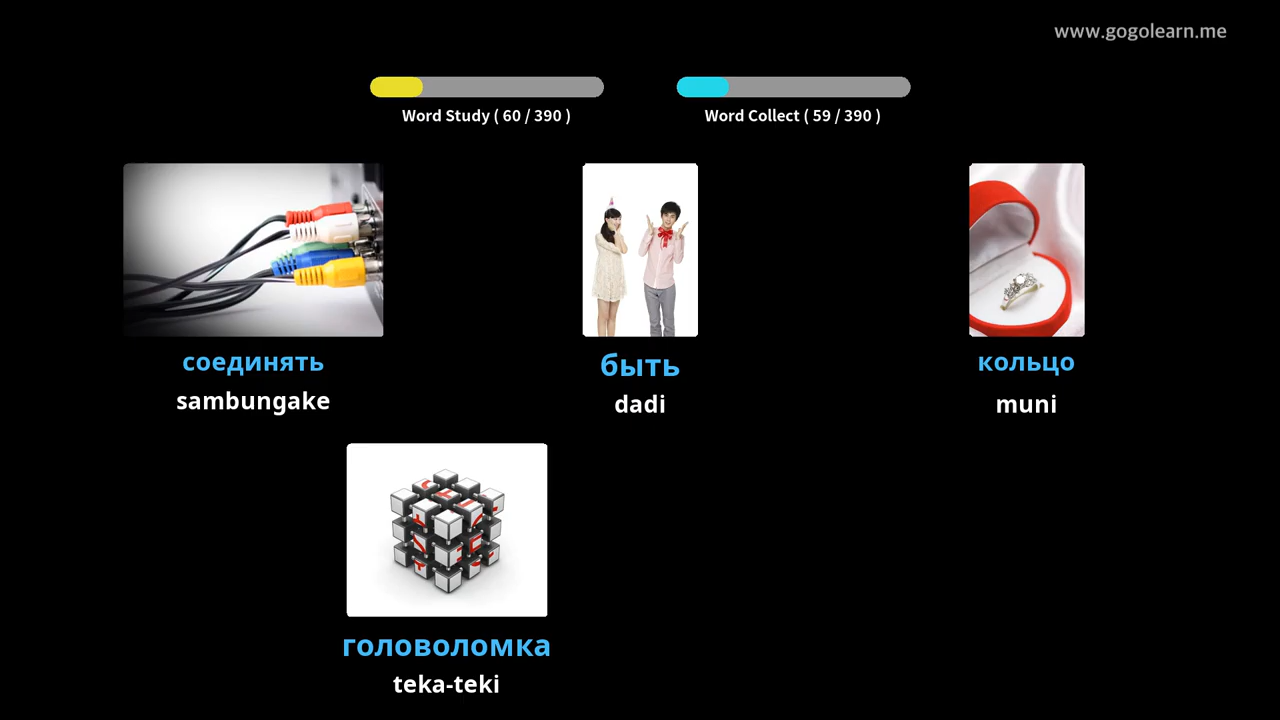 www.gogolearn.me
Word Study ( 60 / 390 )
Word Collect ( 59 / 390 )
соединять
sambungake
быть
dadi
кольцо
muni
головоломка
teka-teki